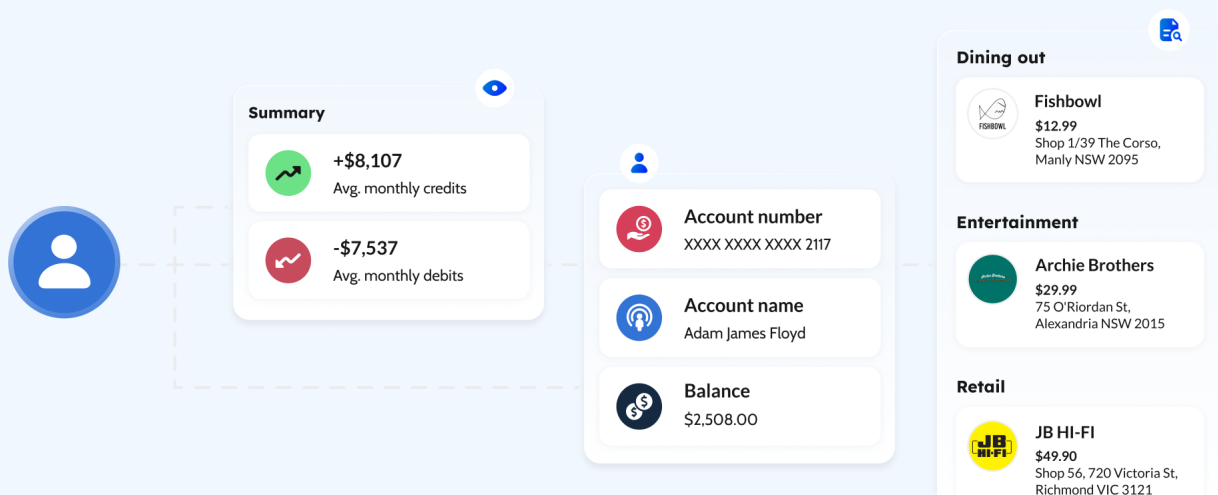 Summary
+$8,107
Avg. monthly credits
-$7,537
Avg. monthly debits
Account number
XXXX XXXX XXXX 2117
Account name
Adam James Floyd
Balance
$2,508.00
Dining out
FISHBOWL
Fishbowl
$12.99
Shop 1/39 The Corso,
Manly NSW 2095
Entertainment
Archie Brothers
Archie Brothers
$29.99
75 O'Riordan St,
Alexandria NSW 2015
Retail
JB
HI-FI
JB HI-FI
$49.90
Shop 56, 720 Victoria St,
Richmond VIC 3121